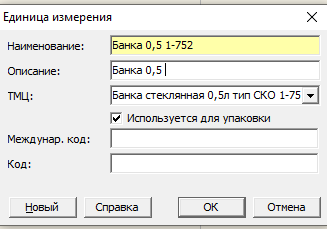 Единица измерения
Наименование: Банка 0,5 1-752
Описание: Банка 0,5
ТМЦ: Банка стеклянная 0,5л тип СКО 1-75
Используется для упаковки
Междунар. код:
Код:
Новый Справка ОК Отмена